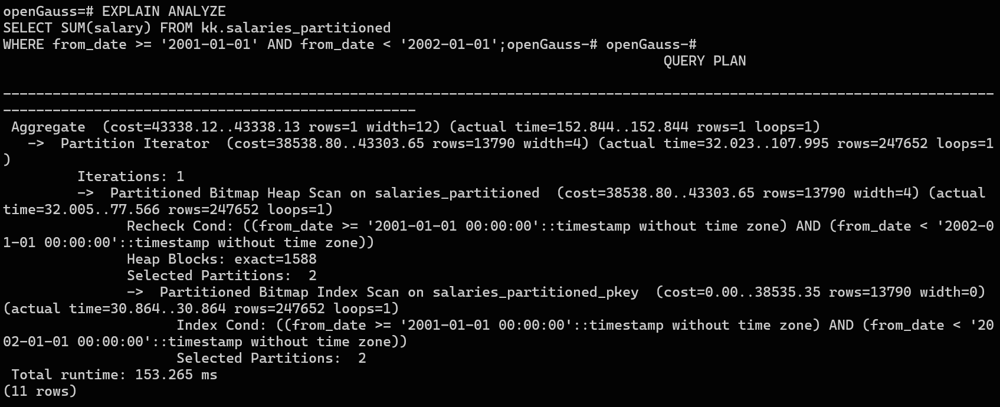 openGauss=# EXPLAIN ANALYZE
SELECT SUM(salary) FROM kk.salaries_partitioned
WHERE from_date >= '2001-01-01' AND from_date < '2002-01-01';openGauss-# openGauss-#
QUERY PLAN
------------------------------------------------------------------------------------------------------------------------
--------------------------------------------------
Aggregate  (cost=43338.12..43338.13 rows=1 width=12) (actual time=152.844..152.844 rows=1 loops=1)
->  Partition Iterator  (cost=38538.80..43303.65 rows=13790 width=4) (actual time=32.023..107.995 rows=247652 loops=1
)
Iterations: 1
->  Partitioned Bitmap Heap Scan on salaries_partitioned  (cost=38538.80..43303.65 rows=13790 width=4) (actual
time=32.005..77.566 rows=247652 loops=1)
Recheck Cond: ((from_date >= '2001-01-01 00:00:00'::timestamp without time zone) AND (from_date < '2002-0
1-01 00:00:00'::timestamp without time zone))
Heap Blocks: exact=1588
Selected Partitions:  2
->  Partitioned Bitmap Index Scan on salaries_partitioned_pkey  (cost=0.00..38535.35 rows=13790 width=0)
(actual time=30.864..30.864 rows=247652 loops=1)
Index Cond: ((from_date >= '2001-01-01 00:00:00'::timestamp without time zone) AND (from_date < '20
02-01-01 00:00:00'::timestamp without time zone))
Selected Partitions:  2
Total runtime: 153.265 ms
(11 rows)